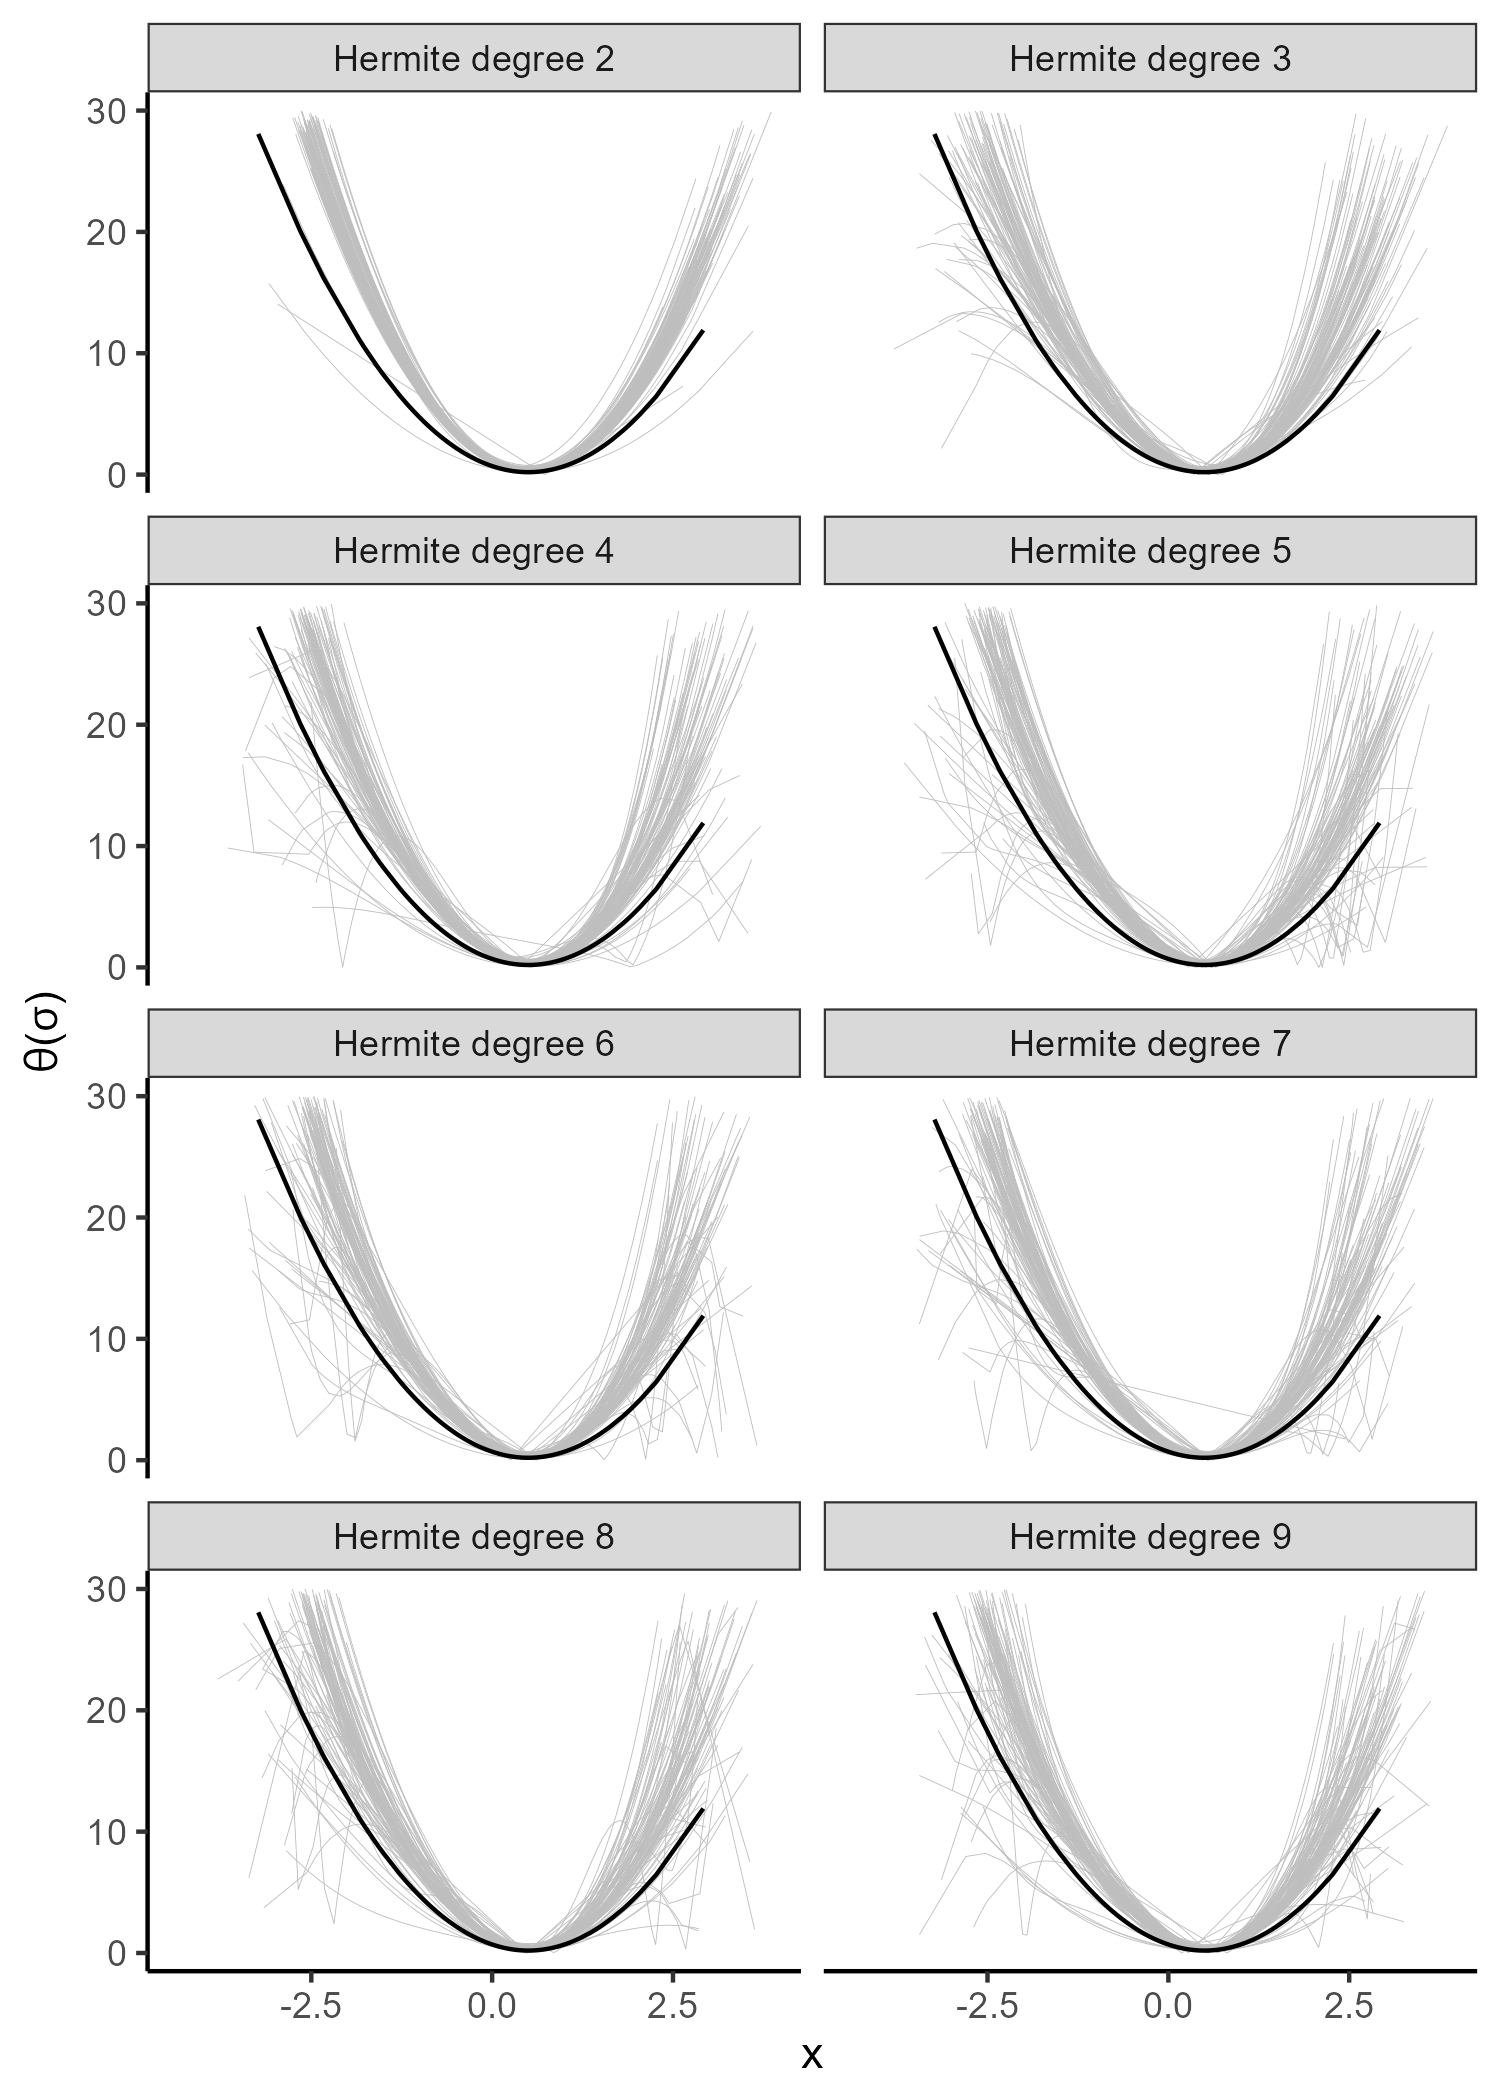 Hermite degree 2
Hermite degree 3
30
20
10
0
Hermite degree 4
Hermite degree 5
30
20
10
0
θ(σ)
Hermite degree 6
Hermite degree 7
30
20
10
0
Hermite degree 8
Hermite degree 9
30
20
10
0
-2.5 0.0 2.5
-2.5 0.0 2.5
x